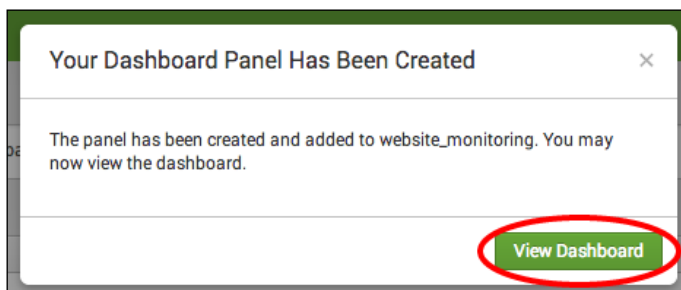 Your Dashboard Panel Has Been Created
The panel has been created and added to website_monitoring. You may
now view the dashboard.
View Dashboard